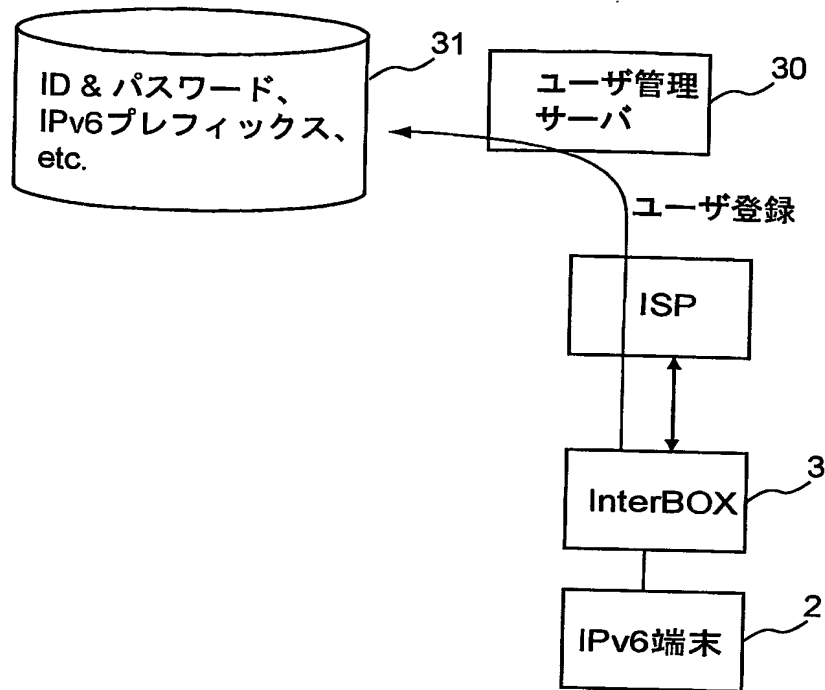 31
ID & パスワード、
IPv6プレフィックス、
etc.
30
ユーザ管理
サーバ
ユーザ登録
ISP
3
InterBOX
2
IPv6端末